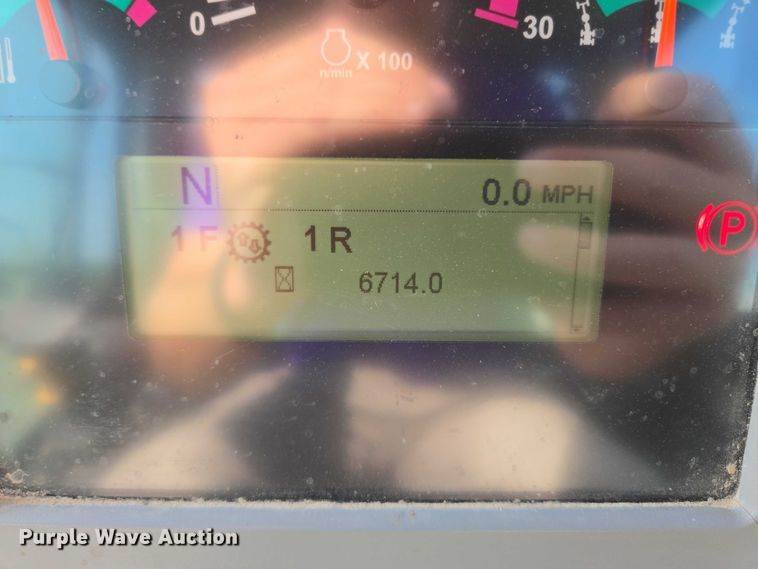 0 30
n/min X 100
N 0.0 MPH
1 F 1 R
6714.0
P
Purple Wave Auction